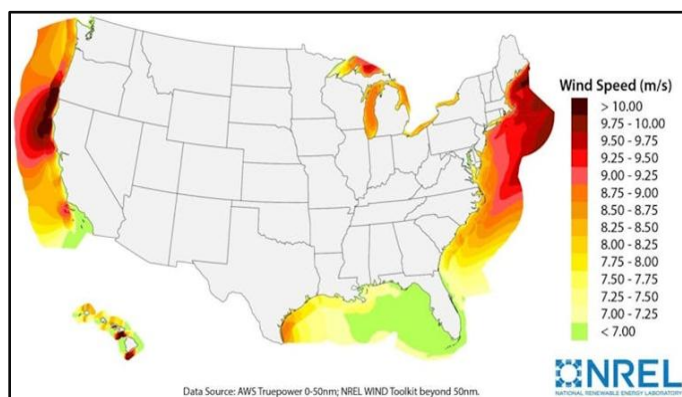 Wind Speed (m/s)
> 10.00
9.75 - 10.00
9.50 - 9.75
9.25 - 9.50
9.00 - 9.25
8.75 - 9.00
8.50 - 8.75
8.25 - 8.50
8.00 - 8.25
7.75 - 8.00
7.50 - 7.75
7.25 - 7.50
7.00 - 7.25
< 7.00
NREL
NATIONAL RENEWABLE ENERGY LABORATORY
Data Source: AWS Truepower 0-50nm; NREL WIND Toolkit beyond 50nm.